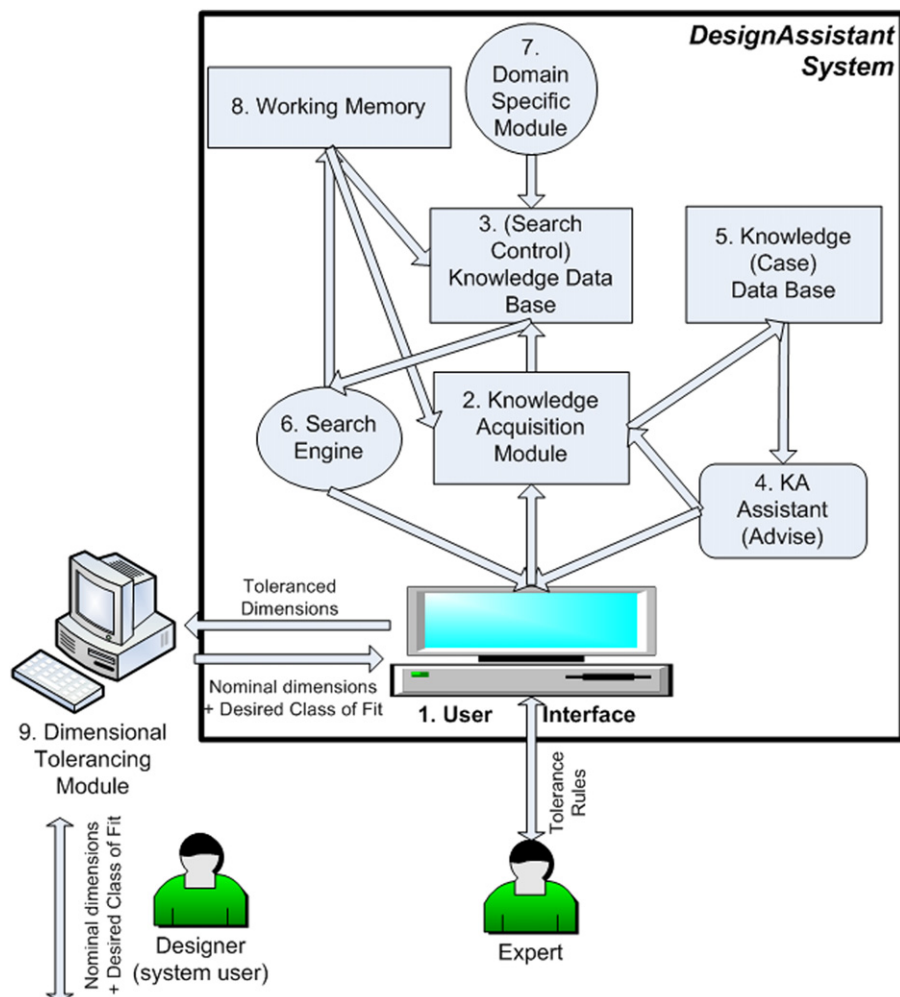 DesignAssistant
System
7.
Domain
Specific
Module
8. Working Memory
3. (Search
Control)
Knowledge Data
Base
5. Knowledge
(Case)
Data Base
2. Knowledge
Acquisition
Module
6. Search
Engine
4. KA
Assistant
(Advise)
Toleranced
Dimensions
Nominal dimensions
+ Desired Class of Fit
1. User Interface
9. Dimensional
Tolerancing
Module
Tolerance
Rules
Nominal dimensions
+ Desired Class of Fit
Designer
(system user)
Expert